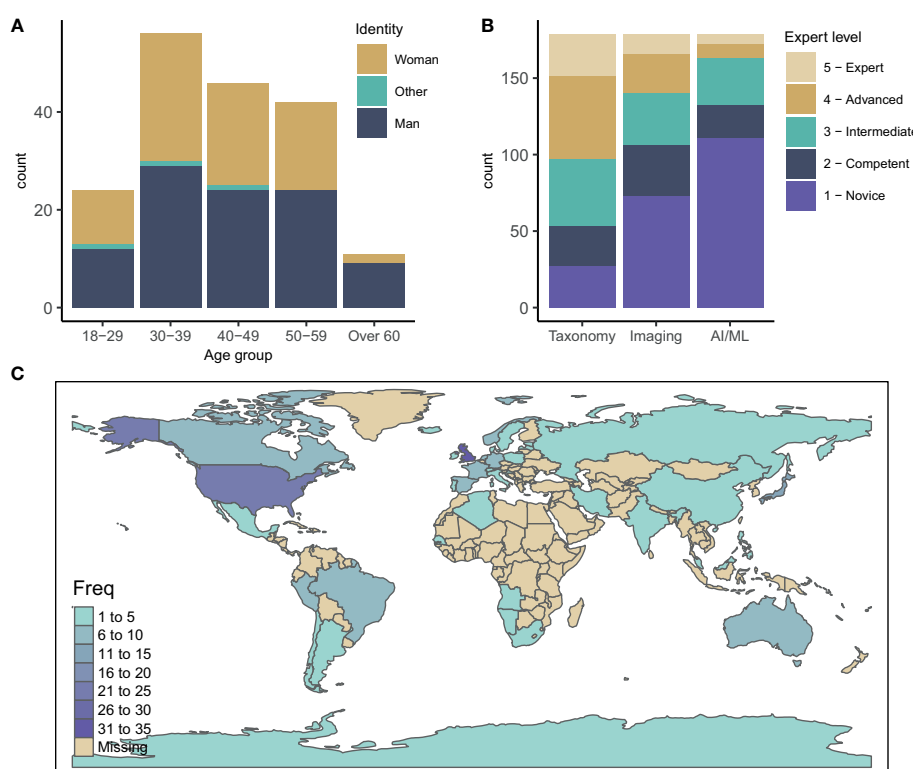 A
count
40
20
0
18−29
30−39
40−49
50−59
Over 60
Age group
Identity
Woman
Other
Man
B
count
150
100
50
0
Taxonomy
Imaging
AI/ML
Expert level
5 − Expert
4 − Advanced
3 − Intermediate
2 − Competent
1 − Novice
C
Freq
1 to 5
6 to 10
11 to 15
16 to 20
21 to 25
26 to 30
31 to 35
Missing